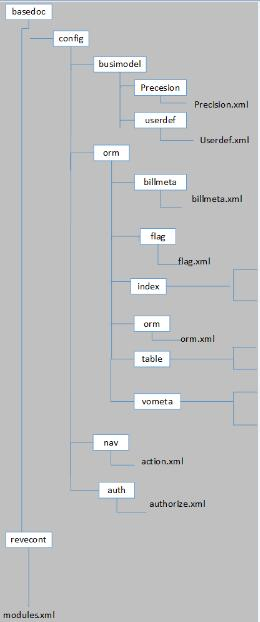 basedoc
config
busimodel
Precesion
Precision.xml
userdef
Userdef.xml
orm
billmeta
billmeta.xml
flag
flag.xml
index
orm
orm.xml
table
vometa
nav
action.xml
auth
authorize.xml
revecont
modules.xml